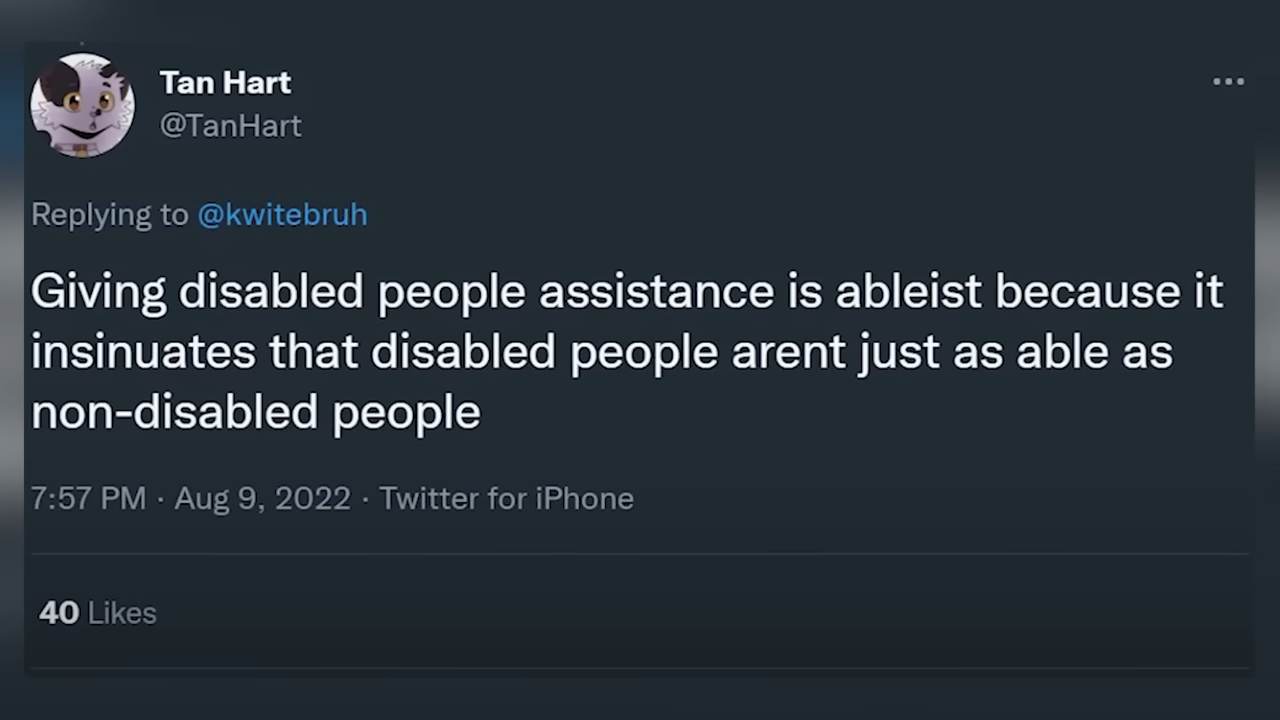 Tan Hart
@TanHart
Replying to @kwitebruh
Giving disabled people assistance is ableist because it
insinuates that disabled people arent just as able as
non-disabled people
7:57 PM · Aug 9, 2022 · Twitter for iPhone
40 Likes